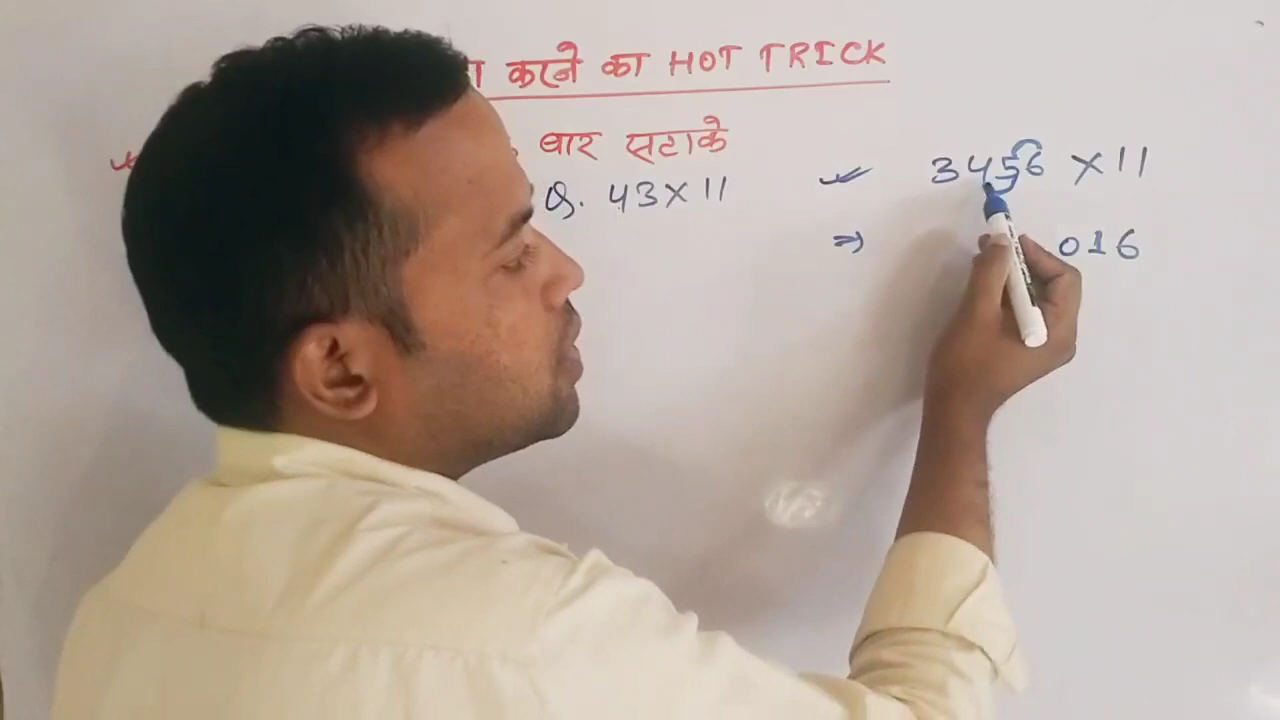 करने का HOT TRICK
बार सटाके
Q. 43×11
3456 ×11
⇒ 016